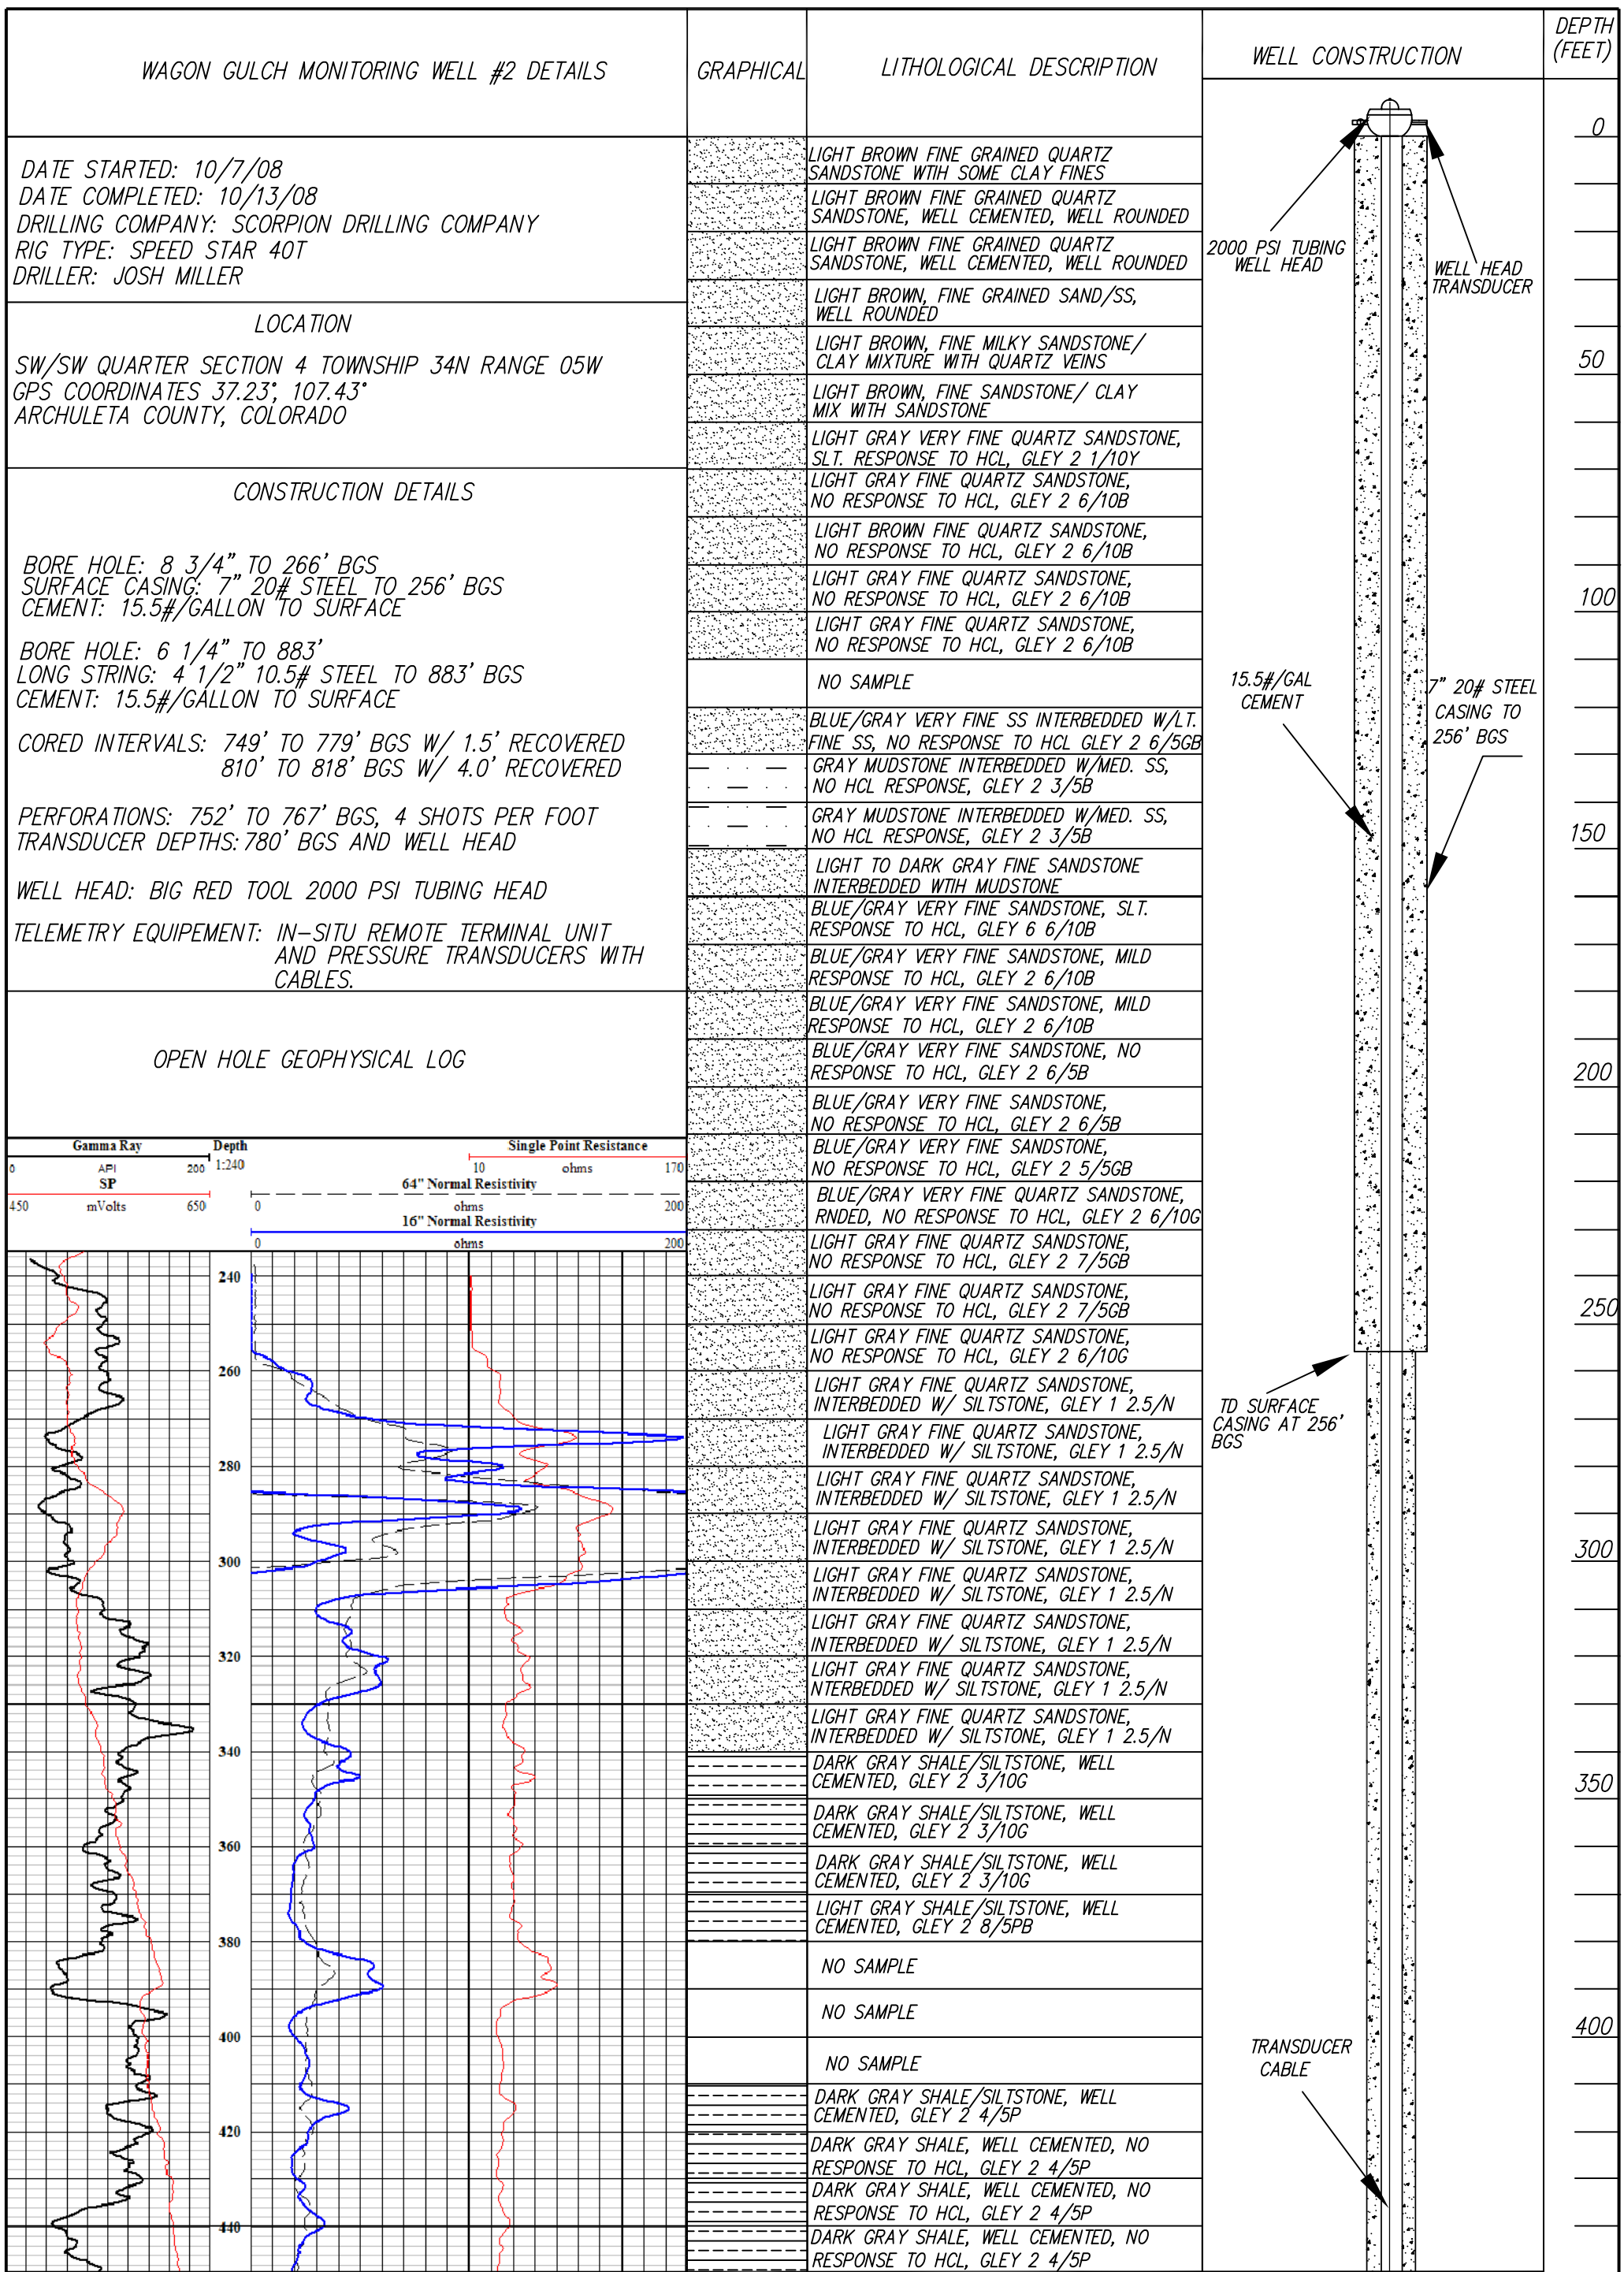 WAGON GULCH MONITORING WELL #2 DETAILS
GRAPHICAL
LITHOLOGICAL DESCRIPTION
WELL CONSTRUCTION
DEPTH
(FEET)
DATE STARTED: 10/7/08
DATE COMPLETED: 10/13/08
DRILLING COMPANY: SCORPION DRILLING COMPANY
RIG TYPE: SPEED STAR 40T
DRILLER: JOSH MILLER
LOCATION
SW/SW QUARTER SECTION 4 TOWNSHIP 34N RANGE 05W
GPS COORDINATES 37.23°, 107.43°
ARCHULETA COUNTY, COLORADO
CONSTRUCTION DETAILS
BORE HOLE: 8 3/4" TO 266' BGS
SURFACE CASING: 7" 20# STEEL TO 256' BGS
CEMENT: 15.5#/GALLON TO SURFACE
BORE HOLE: 6 1/4" TO 883'
LONG STRING: 4 1/2" 10.5# STEEL TO 883' BGS
CEMENT: 15.5#/GALLON TO SURFACE
CORED INTERVALS: 749' TO 779' BGS W/ 1.5' RECOVERED
810' TO 818' BGS W/ 4.0' RECOVERED
PERFORATIONS: 752' TO 767' BGS, 4 SHOTS PER FOOT
TRANSDUCER DEPTHS: 780' BGS AND WELL HEAD
WELL HEAD: BIG RED TOOL 2000 PSI TUBING HEAD
TELEMETRY EQUIPEMENT: IN-SITU REMOTE TERMINAL UNIT
AND PRESSURE TRANSDUCERS WITH
CABLES.
OPEN HOLE GEOPHYSICAL LOG
Gamma Ray
0 API 200
SP
450 mVolts 650
Depth
1:240
Single Point Resistance
10 ohms 170
64" Normal Resistivity
0 ohms 200
16" Normal Resistivity
0 ohms 200
240
260
280
300
320
340
360
380
400
420
440
LIGHT BROWN FINE GRAINED QUARTZ
SANDSTONE WTIH SOME CLAY FINES
LIGHT BROWN FINE GRAINED QUARTZ
SANDSTONE, WELL CEMENTED, WELL ROUNDED
LIGHT BROWN FINE GRAINED QUARTZ
SANDSTONE, WELL CEMENTED, WELL ROUNDED
LIGHT BROWN, FINE GRAINED SAND/SS,
WELL ROUNDED
LIGHT BROWN, FINE MILKY SANDSTONE/
CLAY MIXTURE WITH QUARTZ VEINS
LIGHT BROWN, FINE SANDSTONE/ CLAY
MIX WITH SANDSTONE
LIGHT GRAY VERY FINE QUARTZ SANDSTONE,
SLT. RESPONSE TO HCL, GLEY 2 1/10Y
LIGHT GRAY FINE QUARTZ SANDSTONE,
NO RESPONSE TO HCL, GLEY 2 6/10B
LIGHT BROWN FINE QUARTZ SANDSTONE,
NO RESPONSE TO HCL, GLEY 2 6/10B
LIGHT GRAY FINE QUARTZ SANDSTONE,
NO RESPONSE TO HCL, GLEY 2 6/10B
LIGHT GRAY FINE QUARTZ SANDSTONE,
NO RESPONSE TO HCL, GLEY 2 6/10B
NO SAMPLE
BLUE/GRAY VERY FINE SS INTERBEDDED W/LT.
FINE SS, NO RESPONSE TO HCL GLEY 2 6/5GB
GRAY MUDSTONE INTERBEDDED W/MED. SS,
NO HCL RESPONSE, GLEY 2 3/5B
GRAY MUDSTONE INTERBEDDED W/MED. SS,
NO HCL RESPONSE, GLEY 2 3/5B
LIGHT TO DARK GRAY FINE SANDSTONE
INTERBEDDED WTIH MUDSTONE
BLUE/GRAY VERY FINE SANDSTONE, SLT.
RESPONSE TO HCL, GLEY 6 6/10B
BLUE/GRAY VERY FINE SANDSTONE, MILD
RESPONSE TO HCL, GLEY 2 6/10B
BLUE/GRAY VERY FINE SANDSTONE, MILD
RESPONSE TO HCL, GLEY 2 6/10B
BLUE/GRAY VERY FINE SANDSTONE, NO
RESPONSE TO HCL, GLEY 2 6/5B
BLUE/GRAY VERY FINE SANDSTONE,
NO RESPONSE TO HCL, GLEY 2 6/5B
BLUE/GRAY VERY FINE SANDSTONE,
NO RESPONSE TO HCL, GLEY 2 5/5GB
BLUE/GRAY VERY FINE QUARTZ SANDSTONE,
RNDED, NO RESPONSE TO HCL, GLEY 2 6/10G
LIGHT GRAY FINE QUARTZ SANDSTONE,
NO RESPONSE TO HCL, GLEY 2 7/5GB
LIGHT GRAY FINE QUARTZ SANDSTONE,
NO RESPONSE TO HCL, GLEY 2 7/5GB
LIGHT GRAY FINE QUARTZ SANDSTONE,
NO RESPONSE TO HCL, GLEY 2 6/10G
LIGHT GRAY FINE QUARTZ SANDSTONE,
INTERBEDDED W/ SILTSTONE, GLEY 1 2.5/N
LIGHT GRAY FINE QUARTZ SANDSTONE,
INTERBEDDED W/ SILTSTONE, GLEY 1 2.5/N
LIGHT GRAY FINE QUARTZ SANDSTONE,
INTERBEDDED W/ SILTSTONE, GLEY 1 2.5/N
LIGHT GRAY FINE QUARTZ SANDSTONE,
INTERBEDDED W/ SILTSTONE, GLEY 1 2.5/N
LIGHT GRAY FINE QUARTZ SANDSTONE,
INTERBEDDED W/ SILTSTONE, GLEY 1 2.5/N
LIGHT GRAY FINE QUARTZ SANDSTONE,
INTERBEDDED W/ SILTSTONE, GLEY 1 2.5/N
LIGHT GRAY FINE QUARTZ SANDSTONE,
NTERBEDDED W/ SILTSTONE, GLEY 1 2.5/N
LIGHT GRAY FINE QUARTZ SANDSTONE,
INTERBEDDED W/ SILTSTONE, GLEY 1 2.5/N
DARK GRAY SHALE/SILTSTONE, WELL
CEMENTED, GLEY 2 3/10G
DARK GRAY SHALE/SILTSTONE, WELL
CEMENTED, GLEY 2 3/10G
DARK GRAY SHALE/SILTSTONE, WELL
CEMENTED, GLEY 2 3/10G
LIGHT GRAY SHALE/SILTSTONE, WELL
CEMENTED, GLEY 2 8/5PB
NO SAMPLE
NO SAMPLE
NO SAMPLE
DARK GRAY SHALE/SILTSTONE, WELL
CEMENTED, GLEY 2 4/5P
DARK GRAY SHALE, WELL CEMENTED, NO
RESPONSE TO HCL, GLEY 2 4/5P
DARK GRAY SHALE, WELL CEMENTED, NO
RESPONSE TO HCL, GLEY 2 4/5P
DARK GRAY SHALE, WELL CEMENTED, NO
RESPONSE TO HCL, GLEY 2 4/5P
2000 PSI TUBING
WELL HEAD
WELL HEAD
TRANSDUCER
15.5#/GAL
CEMENT
7" 20# STEEL
CASING TO
256' BGS
TD SURFACE
CASING AT 256'
BGS
TRANSDUCER
CABLE
0
50
100
150
200
250
300
350
400